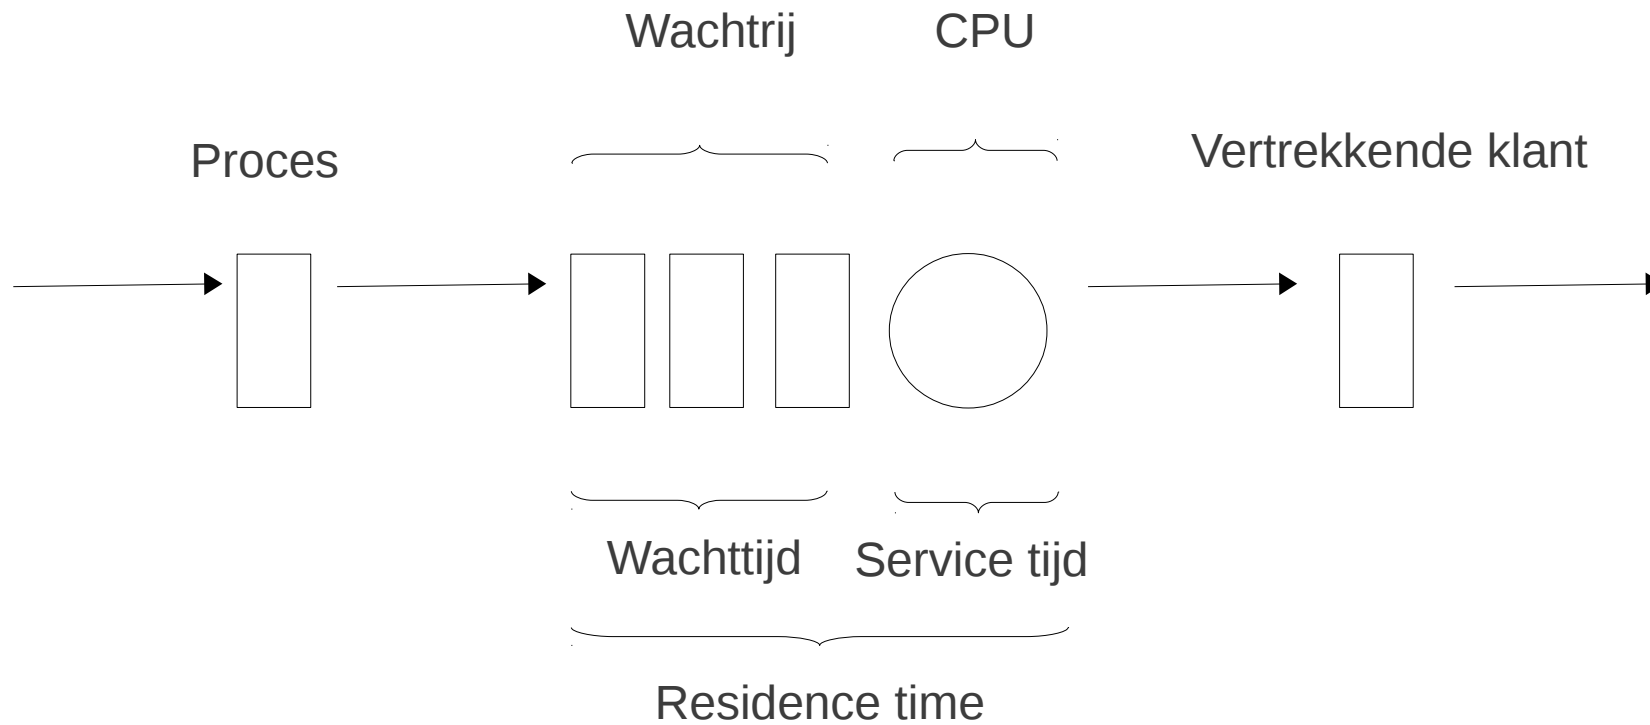 Wachtrij
CPU
Proces
Vertrekkende klant
Wachttijd
Service tijd
Residence time